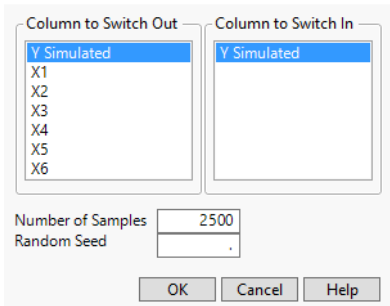 Column to Switch Out
Column to Switch In
Y Simulated
Y Simulated
X1
X2
X3
X4
X5
X6
Number of Samples 2500
Random Seed .
OK Cancel Help